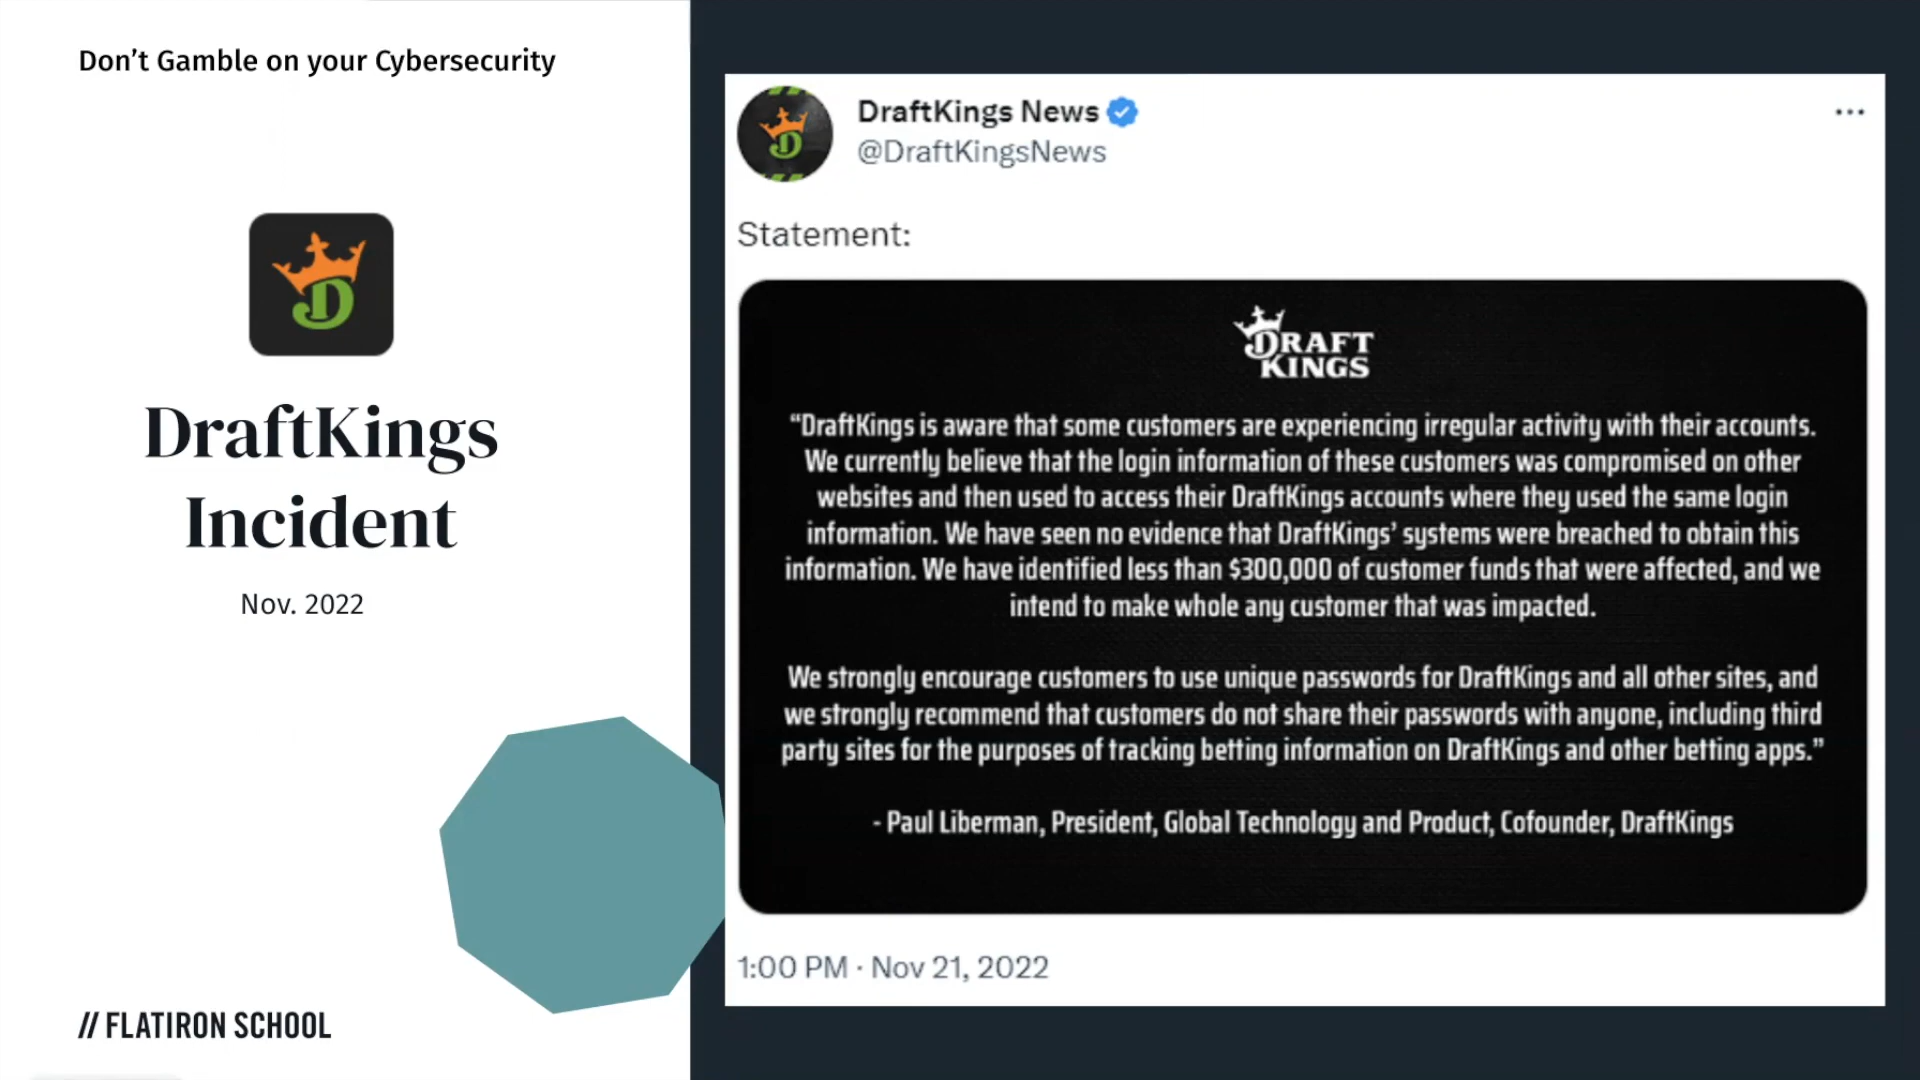 Don’t Gamble on your Cybersecurity
DraftKings
Incident
Nov. 2022
// FLATIRON SCHOOL
DraftKings News
@DraftKingsNews
Statement:
DRAFT
KINGS
“DraftKings is aware that some customers are experiencing irregular activity with their accounts.
We currently believe that the login information of these customers was compromised on other
websites and then used to access their DraftKings accounts where they used the same login
information. We have seen no evidence that DraftKings’ systems were breached to obtain this
information. We have identified less than $300,000 of customer funds that were affected, and we
intend to make whole any customer that was impacted.
We strongly encourage customers to use unique passwords for DraftKings and all other sites, and
we strongly recommend that customers do not share their passwords with anyone, including third
party sites for the purposes of tracking betting information on DraftKings and other betting apps.”
- Paul Liberman, President, Global Technology and Product, Cofounder, DraftKings
1:00 PM · Nov 21, 2022